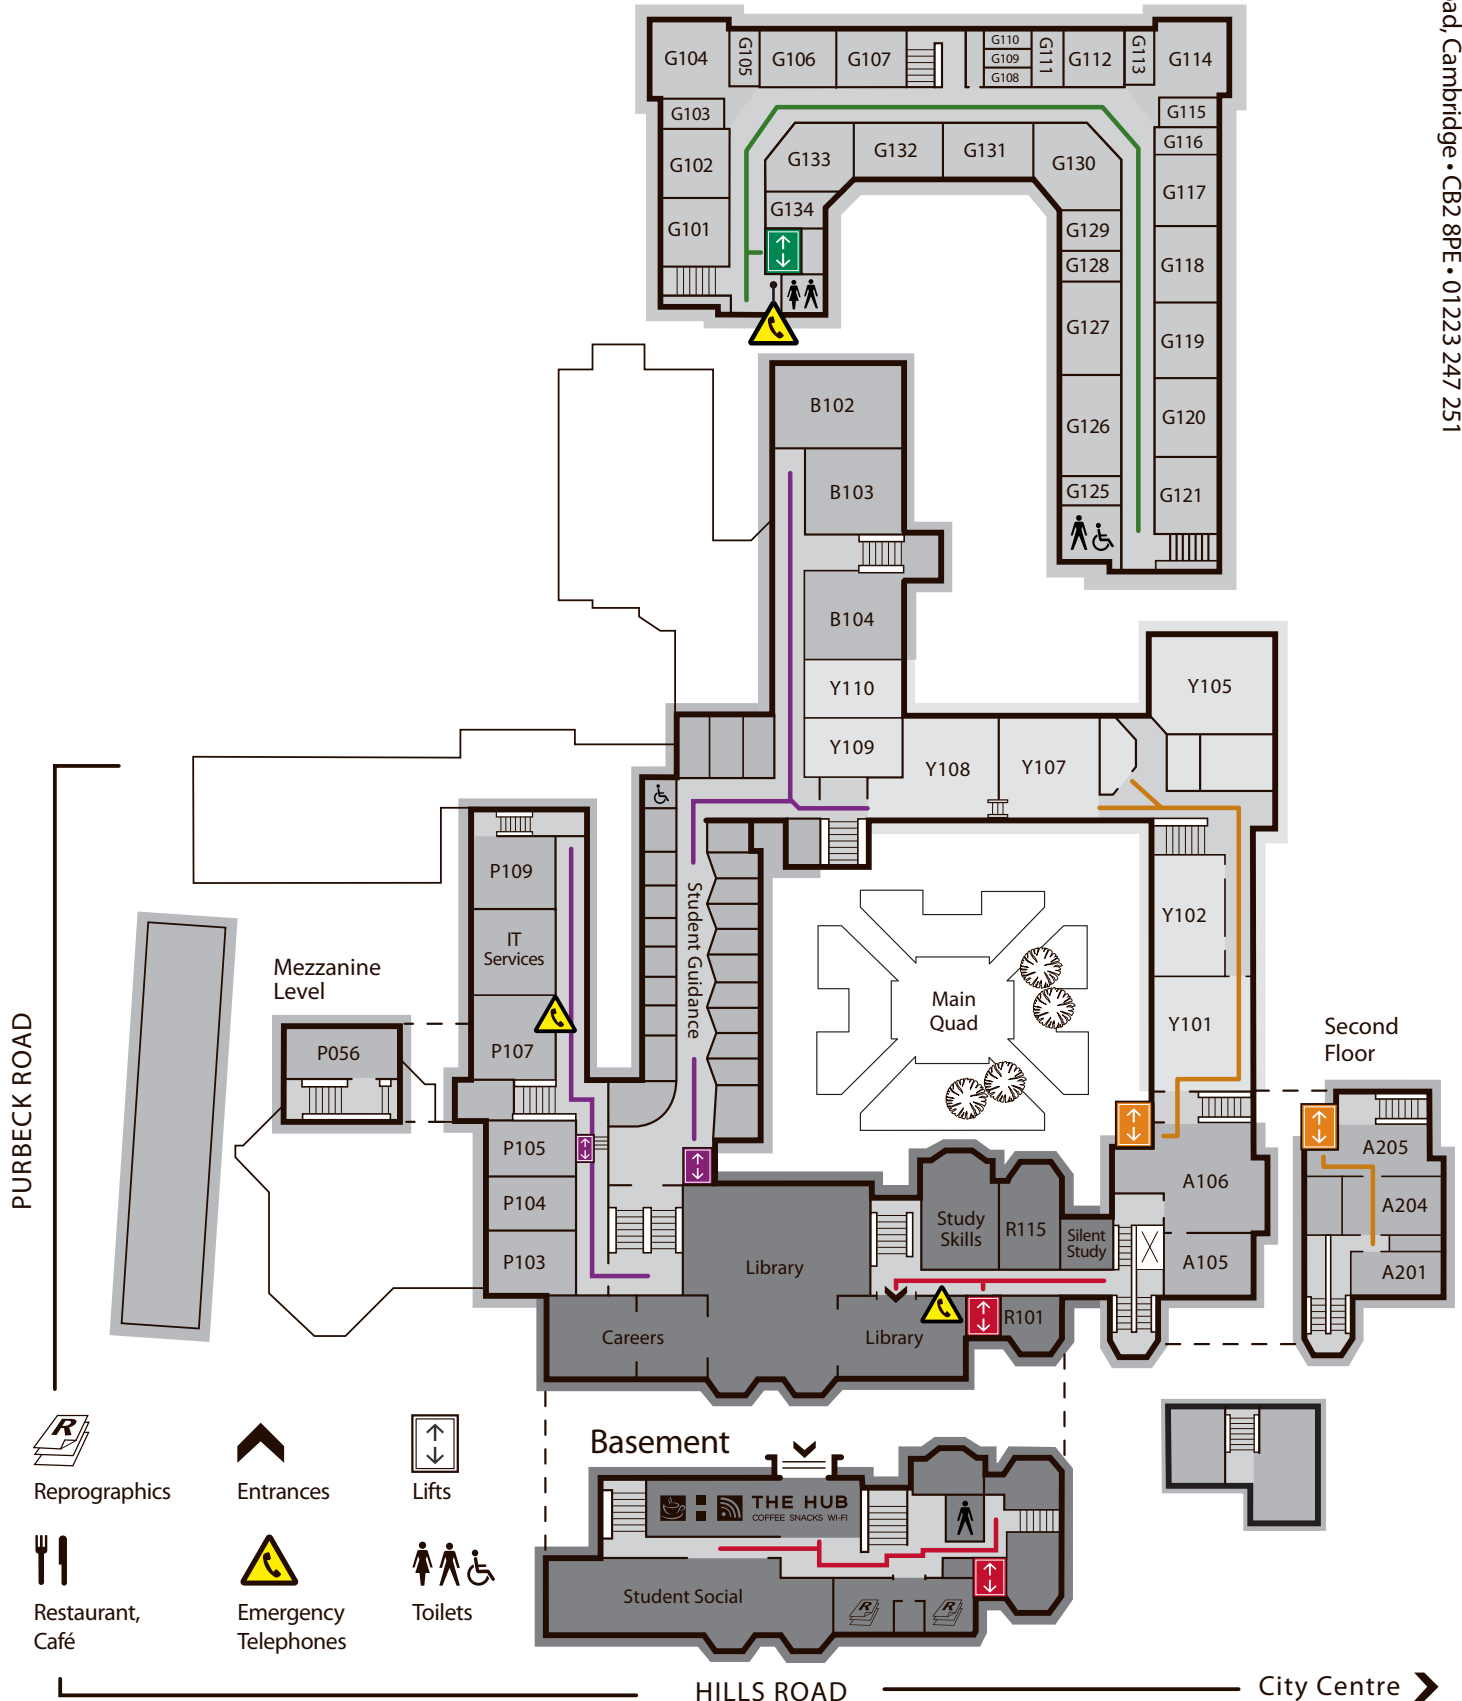 oad, Cambridge • CB2 8PE • 01223 247 251
G104
G105
G106
G107
G110
G109
G108
G111
G112
G113
G114
G103
G115
G116
G102
G133
G132
G131
G130
G117
G101
G134
G129
G128
G118
G127
G119
G126
G120
G125
G121
B102
B103
B104
Y110
Y109
Y108
Y107
Y105
P109
IT
Services
P107
Student Guidance
Y102
Y101
Main
Quad
Mezzanine
Level
P056
Second
Floor
PURBECK ROAD
P105
P104
P103
Study
Skills
R115
Silent
Study
A106
A105
A205
A204
A201
Library
Careers
Library
R101
Basement
THE HUB
COFFEE SNACKS WI-FI
Student Social
R
R
R
Reprographics
Entrances
Lifts
Restaurant,
Café
Emergency
Telephones
Toilets
HILLS ROAD
City Centre